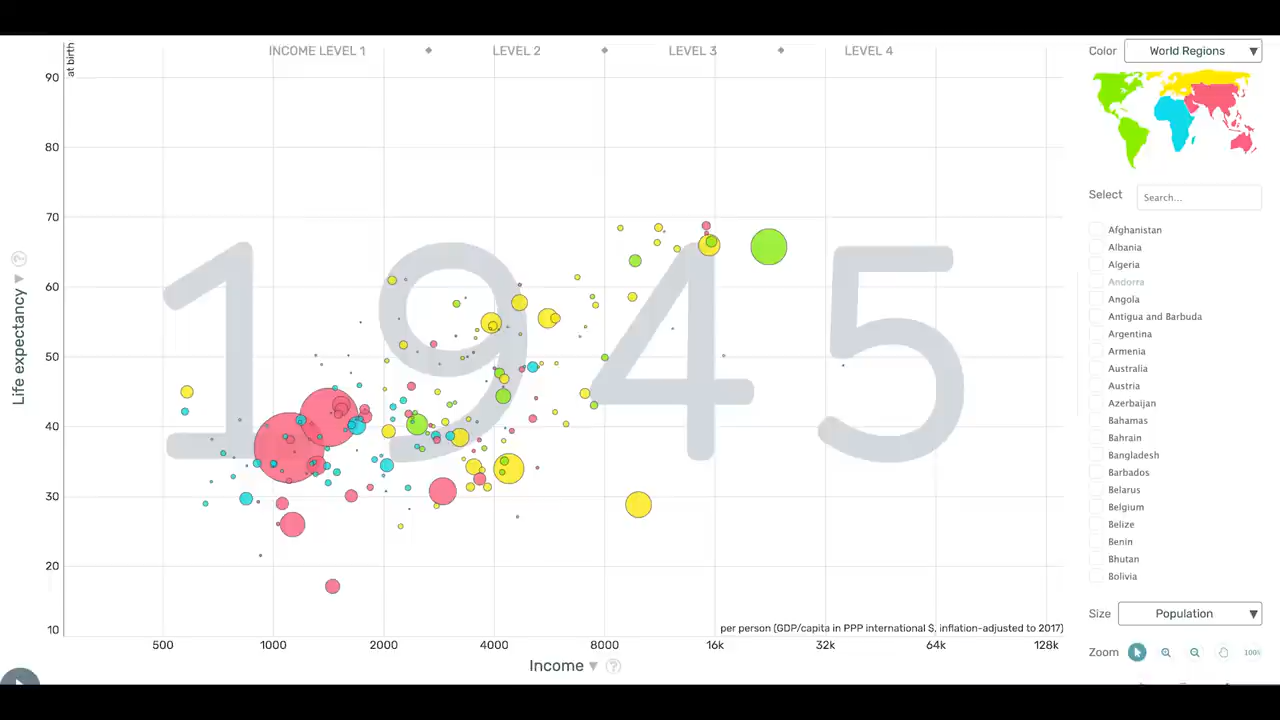 at birth
INCOME LEVEL 1 ◆ LEVEL 2 ◆ LEVEL 3 ◆ LEVEL 4
Color World Regions ▼
90
80
70
60
50
40
30
20
10
Life expectancy ▼ ?
1945
Select Search...
Afghanistan
Albania
Algeria
Andorra
Angola
Antigua and Barbuda
Argentina
Armenia
Australia
Austria
Azerbaijan
Bahamas
Bahrain
Bangladesh
Barbados
Belarus
Belgium
Belize
Benin
Bhutan
Bolivia
Size Population ▼
per person (GDP/capita in PPP international $, inflation-adjusted to 2017)
500 1000 2000 4000 8000 16k 32k 64k 128k
Income ▼ ?
Zoom 100%